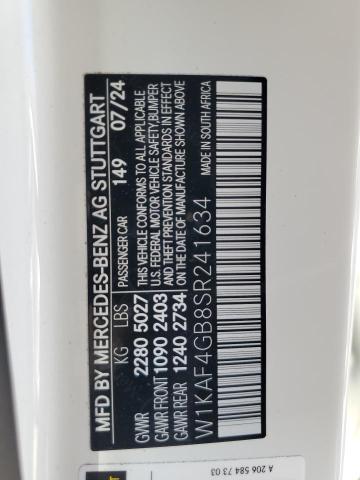 MFD BY MERCEDES-BENZ AG STUTTGART
KG LBS PASSENGER CAR 149 07/24
GVWR 2280 5027 THIS VEHICLE CONFORMS TO ALL APPLICABLE
U.S. FEDERAL MOTOR VEHICLE SAFETY,BUMPER
GAWR FRONT 1090 2403 AND THEFT PREVENTION STANDARDS IN EFFECT
GAWR REAR 1240 2734 ON THE DATE OF MANUFACTURE SHOWN ABOVE
W1KAF4GB8SR241634 MADE IN SOUTH AFRICA
A 206 584 73 03